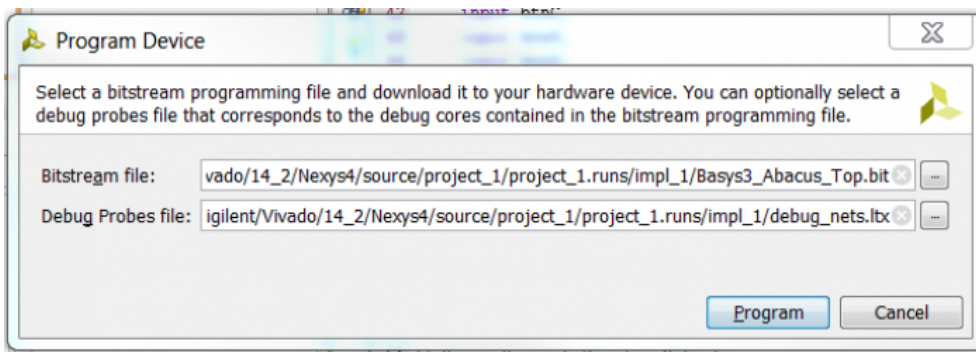 Program Device
Select a bitstream programming file and download it to your hardware device. You can optionally select a
debug probes file that corresponds to the debug cores contained in the bitstream programming file.
Bitstream file: vado/14_2/Nexys4/source/project_1/project_1.runs/impl_1/Basys3_Abacus_Top.bit ...
Debug Probes file: igilent/Vivado/14_2/Nexys4/source/project_1/project_1.runs/impl_1/debug_nets.ltx ...
Program Cancel